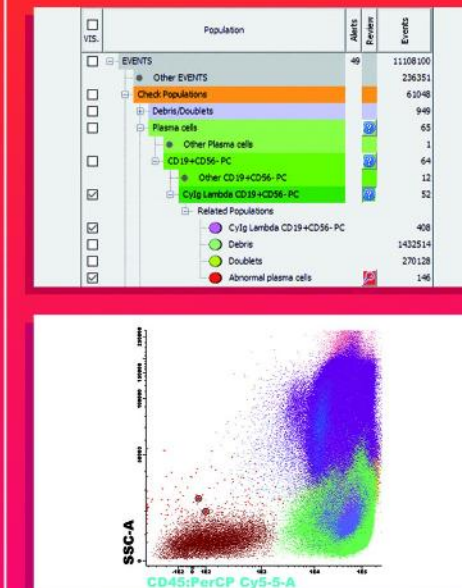 VIS. Population Alerts Review Events
EVENTS 49 11108100
Other EVENTS 236351
Check Populations 61048
Debris/Doublets 949
Plasma cells 65
Other Plasma cells 1
CD19+CD56- PC 64
Other CD19+CD56- PC 12
CyIg Lambda CD19+CD56- PC 52
Related Populations
CyIg Lambda CD19+CD56- PC 408
Debris 1432514
Doublets 270128
Abnormal plasma cells 146
SSC-A
CD45:PerCP Cy5-5-A